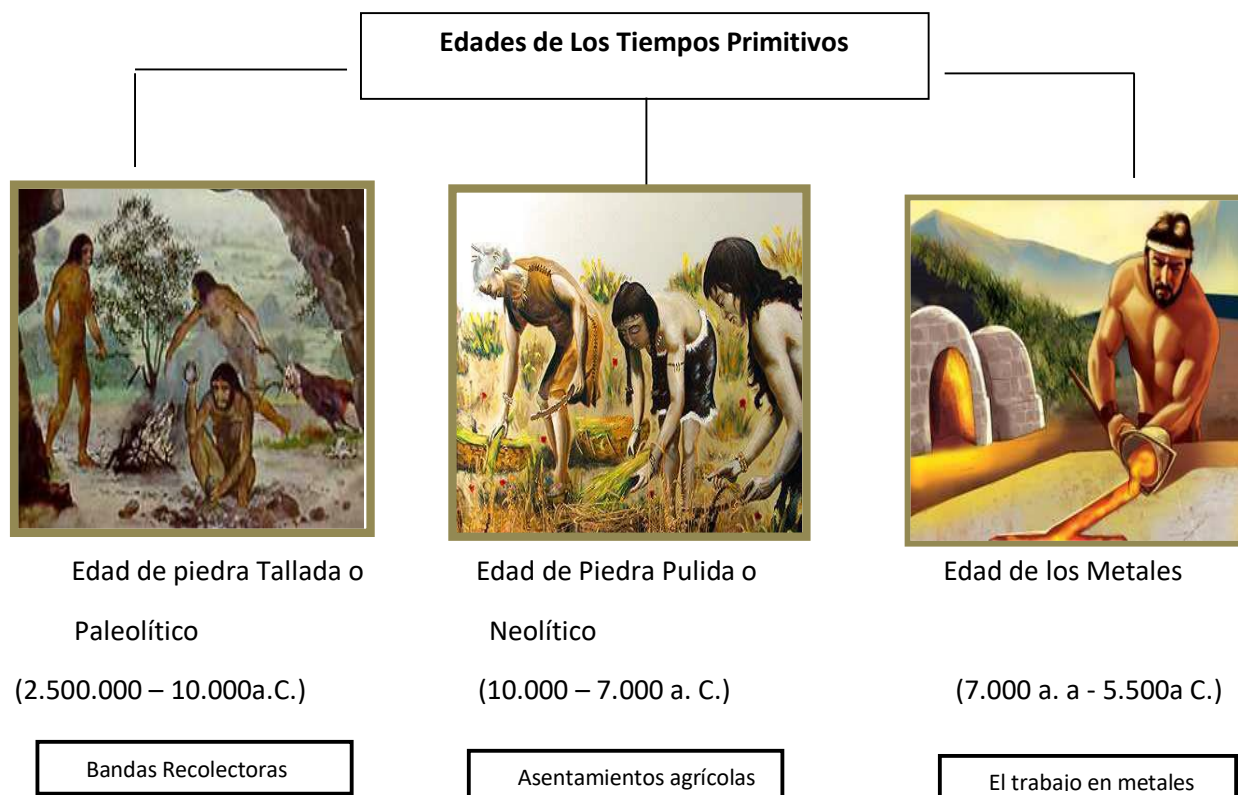 Edades de Los Tiempos Primitivos
Edad de piedra Tallada o
Paleolítico
(2.500.000 – 10.000a.C.)
Bandas Recolectoras
Edad de Piedra Pulida o
Neolítico
(10.000 – 7.000 a. C.)
Asentamientos agrícolas
Edad de los Metales
(7.000 a. a - 5.500a C.)
El trabajo en metales